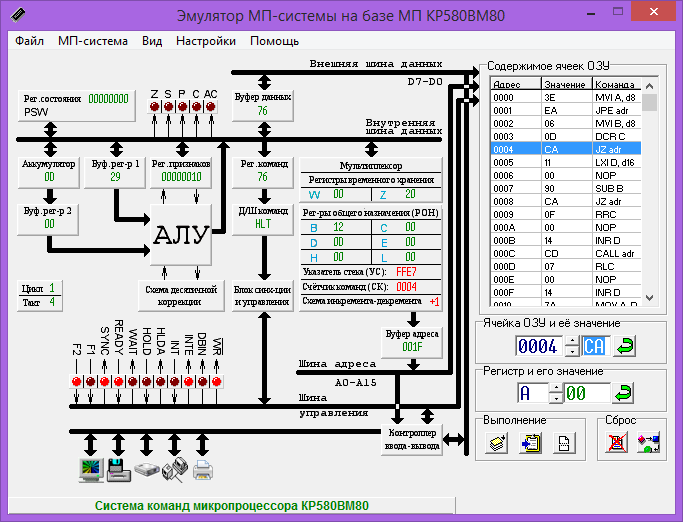 Эмулятор МП-системы на базе МП КР580ВМ80
Файл МП-система Вид Настройки Помощь
Внешняя шина данных
D7-D0
Z S P C AC
Рег.состояния 00000000
PSW
Буфер данных
76
Внутренняя
шина данных
Аккумулятор
00
Буф.рег-р 1
29
Рег.признаков
00000010
Рег.команд
76
Мультиплексор
Регистры временного хранения
W 00 Z 20
Буф.рег-р 2
00
АЛУ
Д/Ш команд
HLT
Рег-ры общего назначения (РОН)
B 12 C 00
D 00 E 00
H 00 L 00
Указатель стека (УС): FFE7
Счётчик команд (СК): 0004
Схема инкремента-декремента +1
Цикл 1
Такт 4
Схема десятичной
коррекции
Блок синх-ции
и управления
Буфер адреса
001F
F2 F1 SYNC READY WAIT HOLD HLDA INT INTE DBIN WR
Шина адреса
A0-A15
Шина
управления
Контроллер
ввода-вывода
Содержимое ячеек ОЗУ
Адрес Значение Команда
0000 3E MVI A, d8
0001 EA JPE adr
0002 06 MVI B, d8
0003 0D DCR C
0004 CA JZ adr
0005 11 LXI D, d16
0006 00 NOP
0007 90 SUB B
0008 CA JZ adr
0009 0F RRC
000A 00 NOP
000B 14 INR D
000C CD CALL adr
000D 07 RLC
000E 00 NOP
000F 14 INR D
0010 7A MOV A, D
Ячейка ОЗУ и её значение
0004 CA
Регистр и его значение
A 00
Выполнение
Сброс
Система команд микропроцессора КР580ВМ80